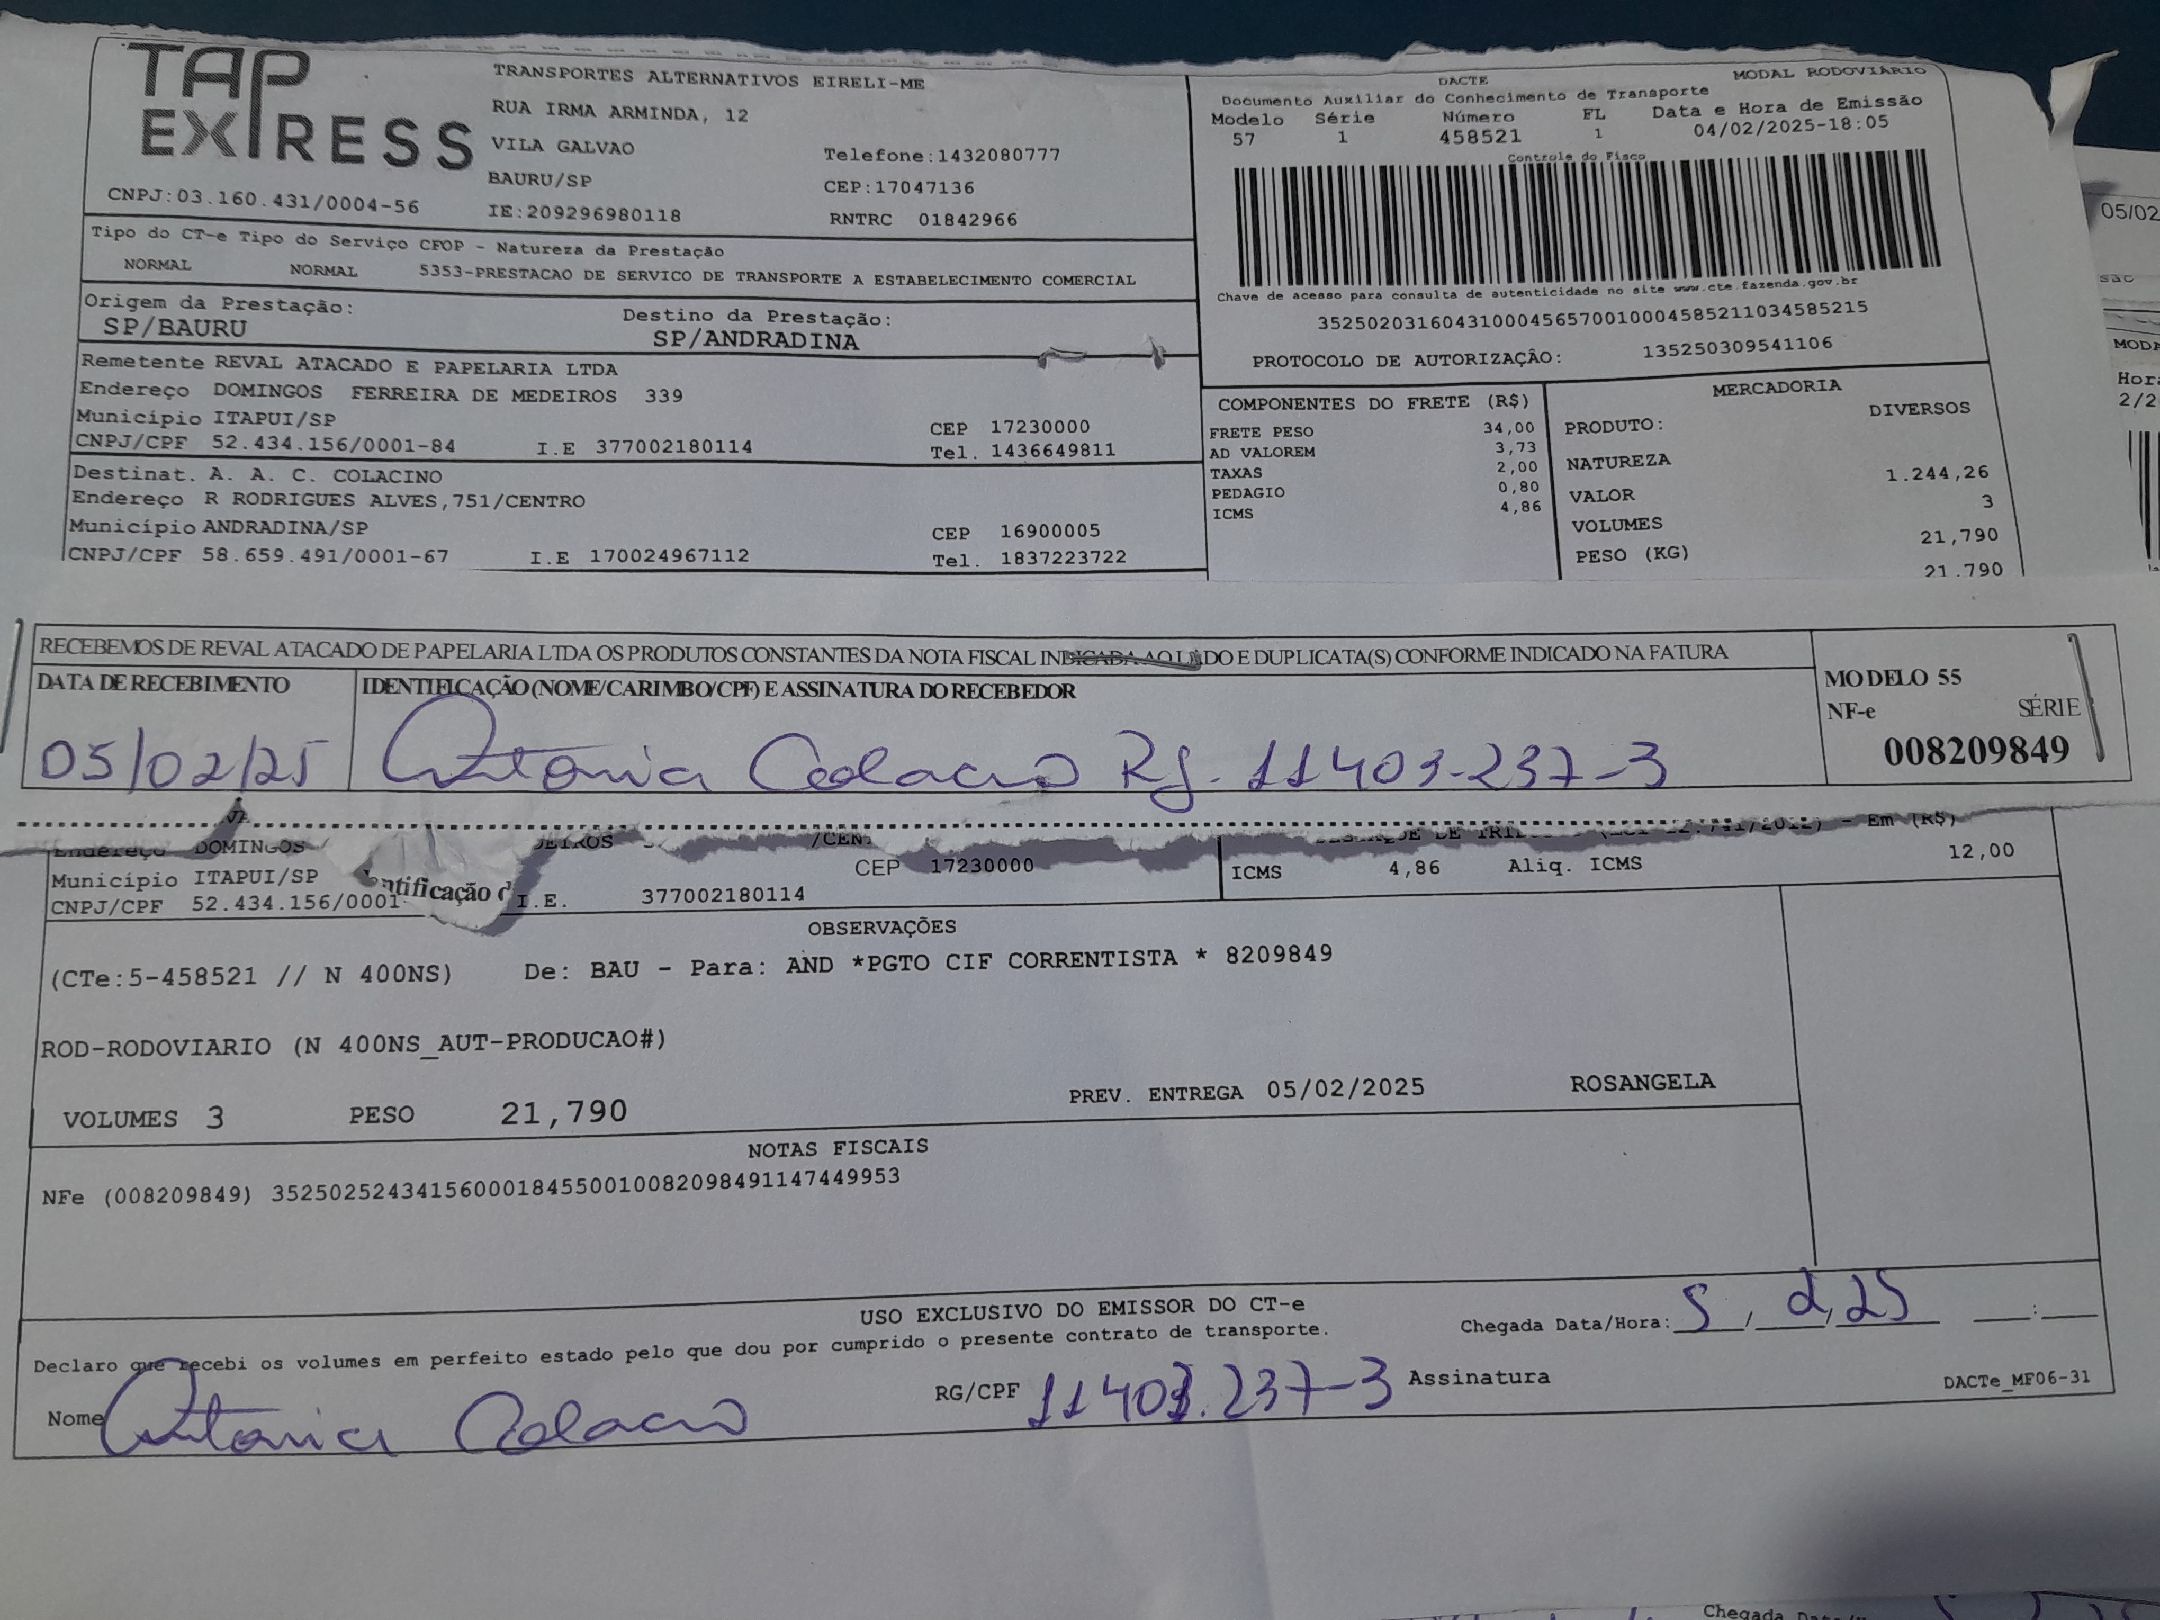 TAP EXPRESS
TRANSPORTES ALTERNATIVOS EIRELI-ME
RUA IRMA ARMINDA, 12
VILA GALVAO
Telefone:1432080777
BAURU/SP
CEP:17047136
CNPJ:03.160.431/0004-56
IE:209296980118
RNTRC 01842966
DACTE
MODAL RODOVIARIO
Documento Auxiliar do Conhecimento de Transporte
Modelo Série Número FL Data e Hora de Emissão
57 1 458521 1 04/02/2025-18:05
Controle do Fisco
Chave de acesso para consulta de autenticidade no site www.cte.fazenda.gov.br
35250203160431000456570010004585211034585215
PROTOCOLO DE AUTORIZAÇÃO: 135250309541106
Tipo do CT-e Tipo do Serviço CFOP - Natureza da Prestação
NORMAL NORMAL 5353-PRESTACAO DE SERVICO DE TRANSPORTE A ESTABELECIMENTO COMERCIAL
Origem da Prestação: Destino da Prestação:
SP/BAURU SP/ANDRADINA
Remetente REVAL ATACADO E PAPELARIA LTDA
Endereço DOMINGOS FERREIRA DE MEDEIROS 339
Município ITAPUI/SP CEP 17230000
CNPJ/CPF 52.434.156/0001-84 I.E 377002180114 Tel. 1436649811
Destinat. A. A. C. COLACINO
Endereço R RODRIGUES ALVES,751/CENTRO
Município ANDRADINA/SP CEP 16900005
CNPJ/CPF 58.659.491/0001-67 I.E 170024967112 Tel. 1837223722
COMPONENTES DO FRETE (R$)
FRETE PESO 34,00
AD VALOREM 3,73
TAXAS 2,00
PEDAGIO 0,80
ICMS 4,86
MERCADORIA
PRODUTO: DIVERSOS
NATUREZA
VALOR 1.244,26
VOLUMES 3
PESO (KG) 21,790
21.790
RECEBEMOS DE REVAL ATACADO DE PAPELARIA LTDA OS PRODUTOS CONSTANTES DA NOTA FISCAL INDICADA AO LADO E DUPLICATA(S) CONFORME INDICADO NA FATURA
DATA DE RECEBIMENTO IDENTIFICAÇÃO (NOME/CARIMBO/CPF) E ASSINATURA DO RECEBEDOR
05/02/25 Antonia Colacino Rg. 11403-237-3
MODELO 55
NF-e SÉRIE
008209849
Endereço DOMINGOS
Município ITAPUI/SP CEP 17230000
CNPJ/CPF 52.434.156/0001 I.E. 377002180114
ntificação d
Em (R$)
ICMS 4,86 Aliq. ICMS 12,00
OBSERVAÇÕES
(CTe:5-458521 // N 400NS) De: BAU - Para: AND *PGTO CIF CORRENTISTA * 8209849
ROD-RODOVIARIO (N 400NS_AUT-PRODUCAO#)
VOLUMES 3 PESO 21,790 PREV. ENTREGA 05/02/2025 ROSANGELA
NOTAS FISCAIS
NFe (008209849) 35250252434156000184550010082098491147449953
USO EXCLUSIVO DO EMISSOR DO CT-e
Declaro que recebi os volumes em perfeito estado pelo que dou por cumprido o presente contrato de transporte.
Chegada Data/Hora: 5 / 2 / 25 :
Nome Antonia Colacino RG/CPF 11403.237-3 Assinatura
DACTe_MF06-31
05/02
2/2
Chegada